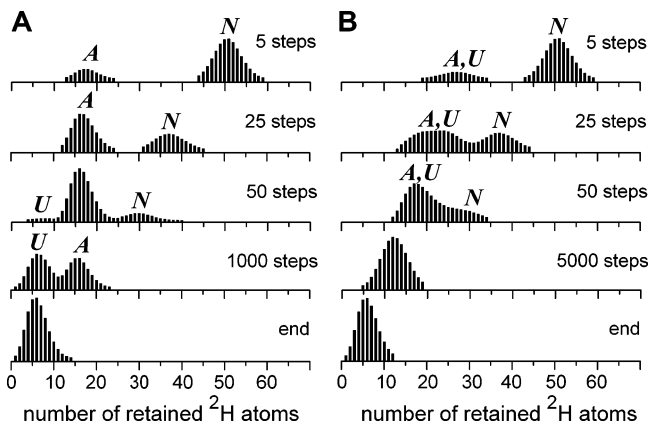 A
A
N
5 steps
A
N
25 steps
U
N
50 steps
U
A
1000 steps
end
0 10 20 30 40 50 60
number of retained ²H atoms
B
A,U
N
5 steps
A,U
N
25 steps
A,U
N
50 steps
5000 steps
end
0 10 20 30 40 50 60
number of retained ²H atoms